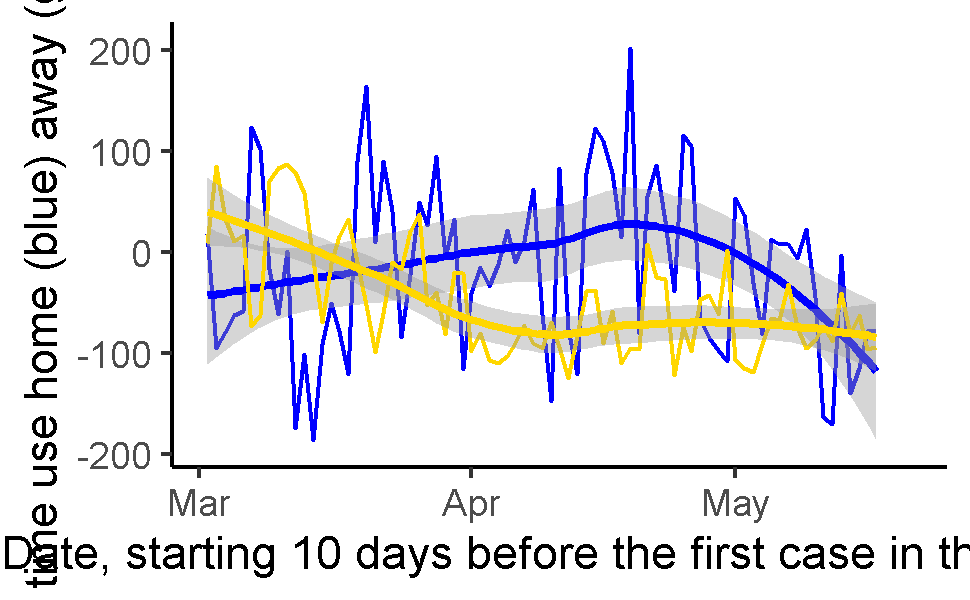 time use home (blue) away (
200
100
0
-100
-200
Mar Apr May
Date, starting 10 days before the first case in th